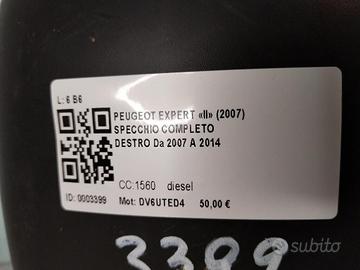 L: 6 B6
PEUGEOT EXPERT «II» (2007)
SPECCHIO COMPLETO
DESTRO Da 2007 A 2014
CC:1560 diesel
ID: 0003399
Mot: DV6UTED4 50,00 €
3399
subito